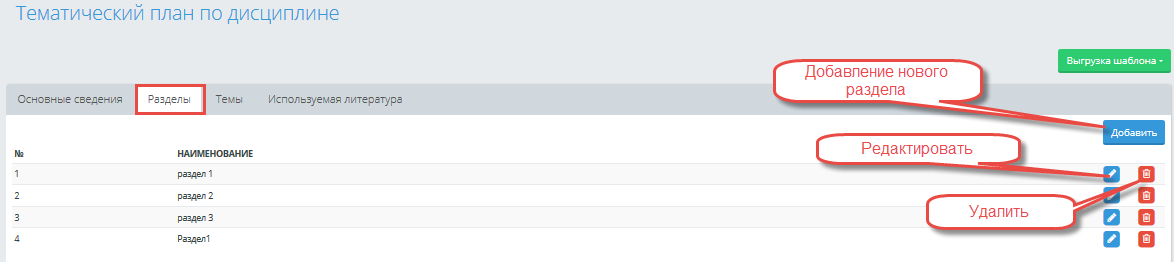 Тематический план по дисциплине
Выгрузка шаблона
Добавление нового
раздела
Основные сведения Разделы Темы Используемая литература
Добавить
№ НАИМЕНОВАНИЕ
Редактировать
1 раздел 1
2 раздел 2
Удалить
3 раздел 3
4 Раздел1